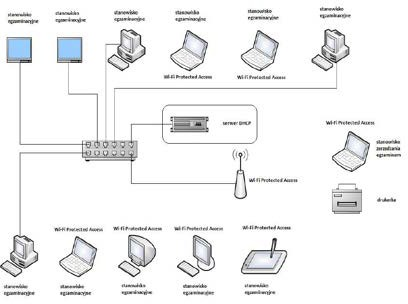 stanowisko
egzaminacyjne
stanowisko
egzaminacyjne
stanowisko
egzaminacyjne
stanowisko
egzaminacyjne
stanowisko
egzaminacyjne
stanowisko
egzaminacyjne
Wi-Fi Protected Access
Wi-Fi Protected Access
serwer DHCP
Wi-Fi Protected Access
stanowisko
zarządzania
egzaminem
Wi-Fi Protected Access
drukarka
Wi-Fi Protected Access
Wi-Fi Protected Access
Wi-Fi Protected Access
Wi-Fi Protected Access
stanowisko
egzaminacyjne
stanowisko
egzaminacyjne
stanowisko
egzaminacyjne
stanowisko
egzaminacyjne
stanowisko
egzaminacyjne